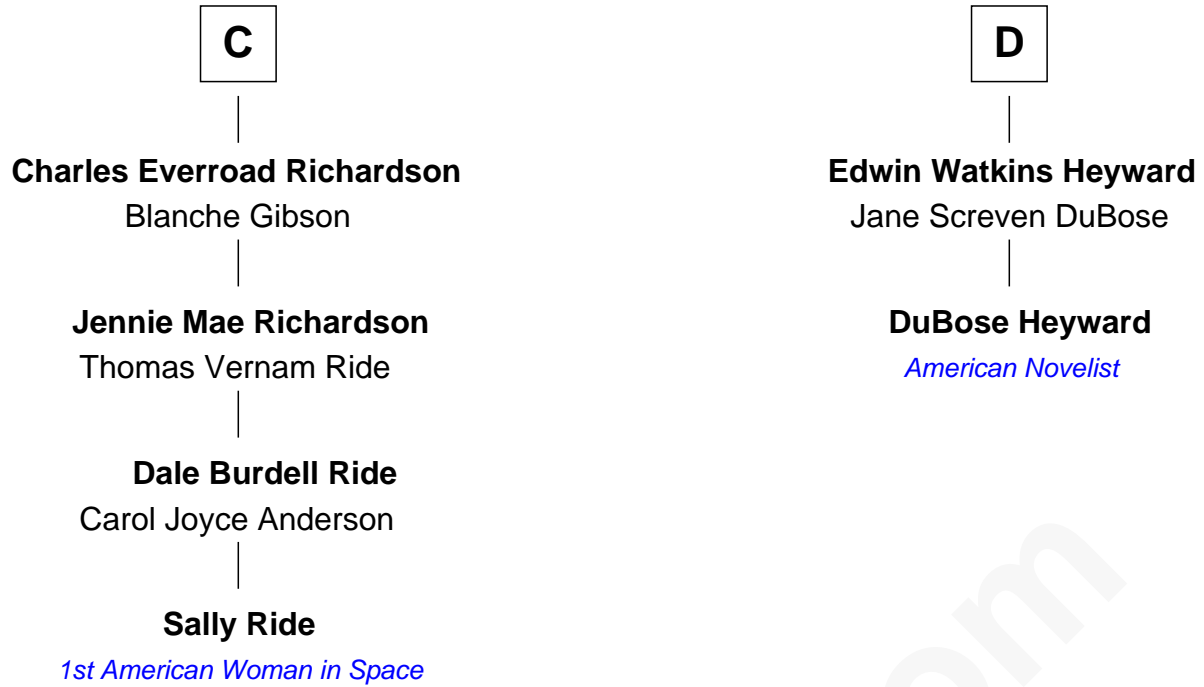 C
Charles Everroad Richardson
Blanche Gibson
Jennie Mae Richardson
Thomas Vernam Ride
Dale Burdell Ride
Carol Joyce Anderson
Sally Ride
1st American Woman in Space
D
Edwin Watkins Heyward
Jane Screven DuBose
DuBose Heyward
American Novelist
om